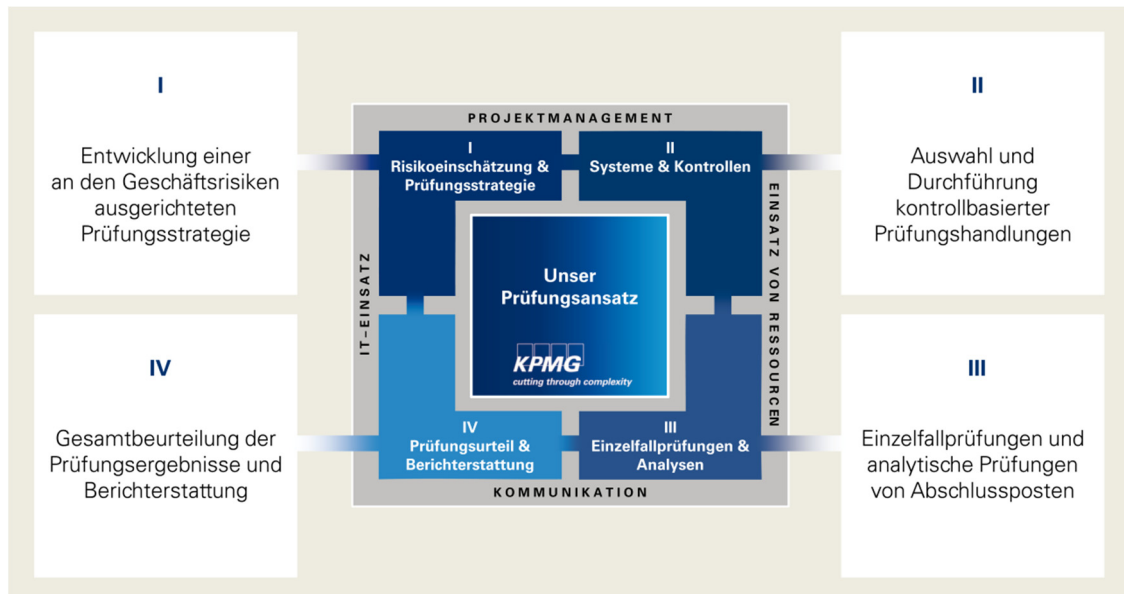 I
Entwicklung einer
an den Geschäftsrisiken
ausgerichteten
Prüfungsstrategie
II
Auswahl und
Durchführung
kontrollbasierter
Prüfungshandlungen
PROJEKTMANAGEMENT
I
Risikoeinschätzung &
Prüfungsstrategie
II
Systeme & Kontrollen
IT-EINSATZ
Unser
Prüfungsansatz
KPMG
cutting through complexity
EINSATZ VON RESSOURCEN
IV
Prüfungsurteil &
Berichterstattung
III
Einzelfallprüfungen &
Analysen
KOMMUNIKATION
IV
Gesamtbeurteilung der
Prüfungsergebnisse und
Berichterstattung
III
Einzelfallprüfungen und
analytische Prüfungen
von Abschlussposten